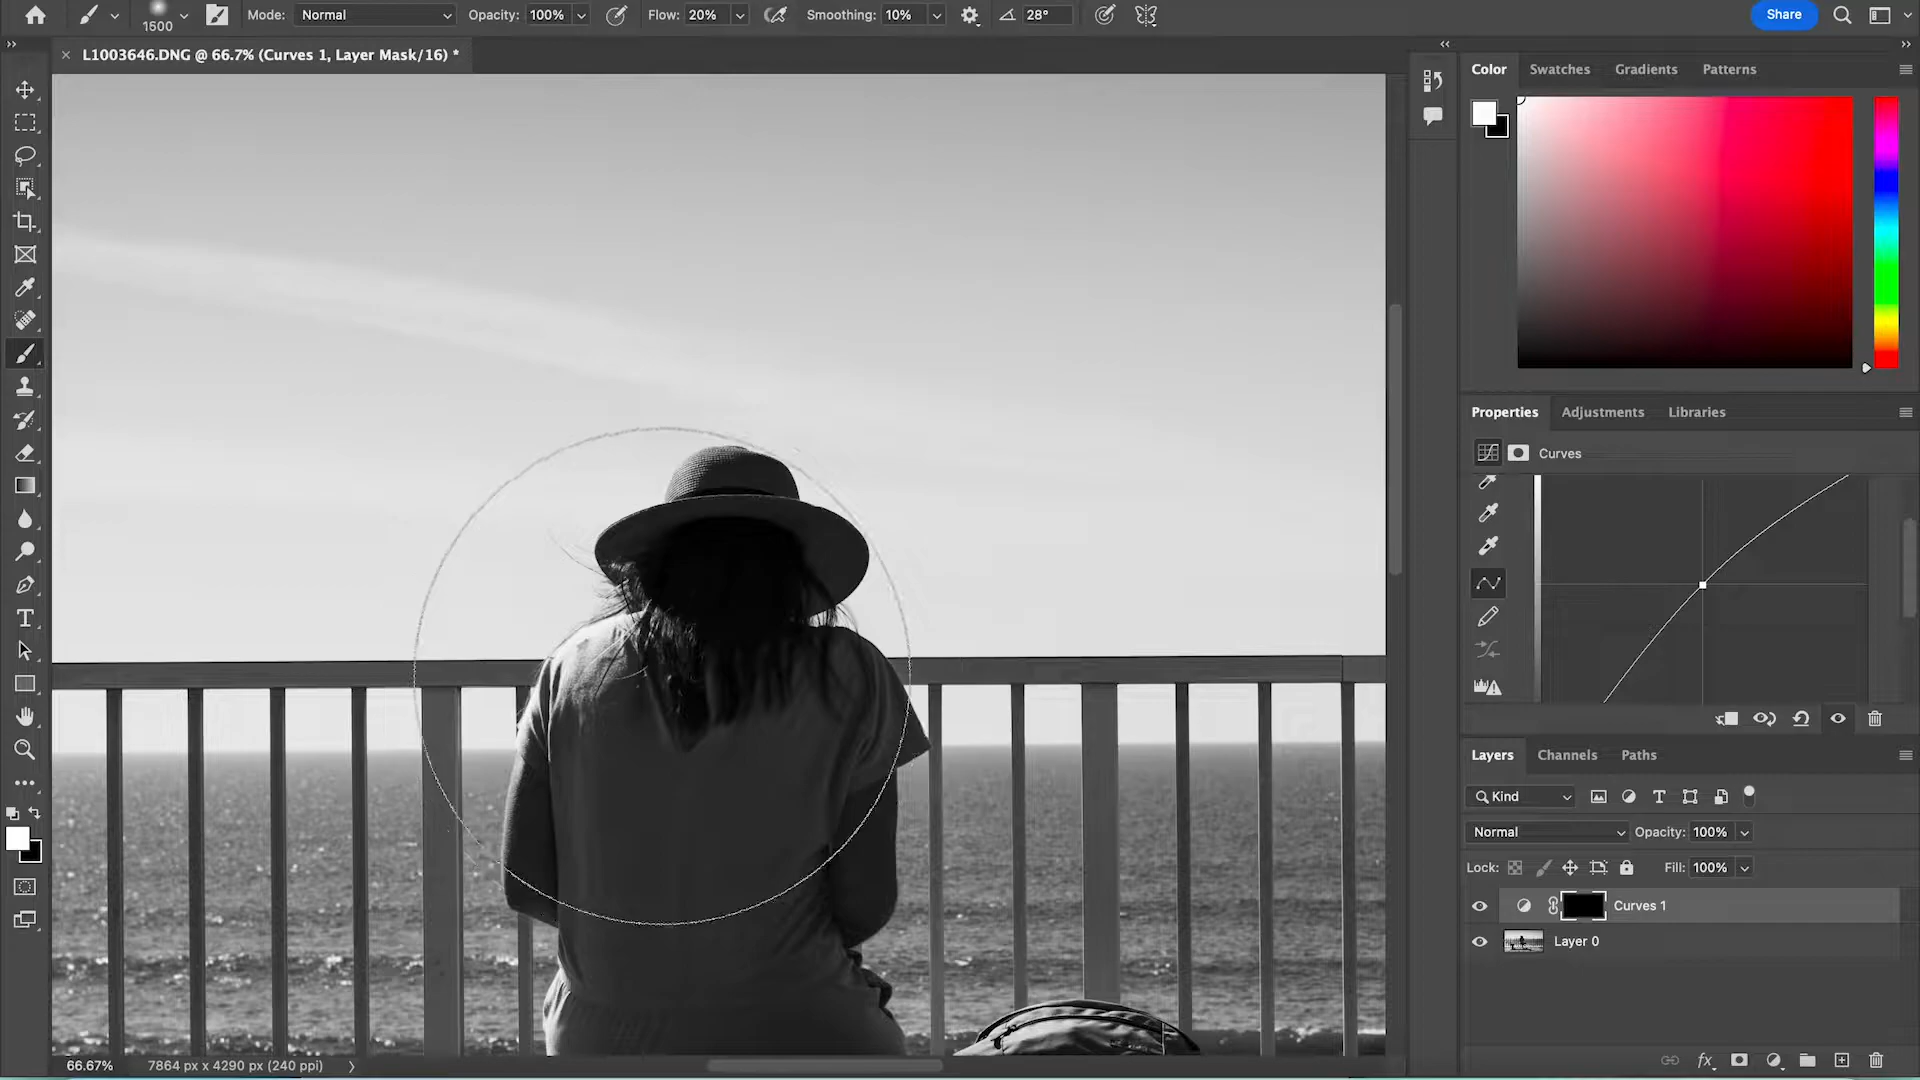 1500
Mode: Normal
Opacity: 100%
Flow: 20%
Smoothing: 10%
28°
Share
L1003646.DNG @ 66.7% (Curves 1, Layer Mask/16) *
Color Swatches Gradients Patterns
Properties Adjustments Libraries
Curves
Layers Channels Paths
Kind
Normal Opacity: 100%
Lock: Fill: 100%
Curves 1
Layer 0
66.67% 7864 px x 4290 px (240 ppi)